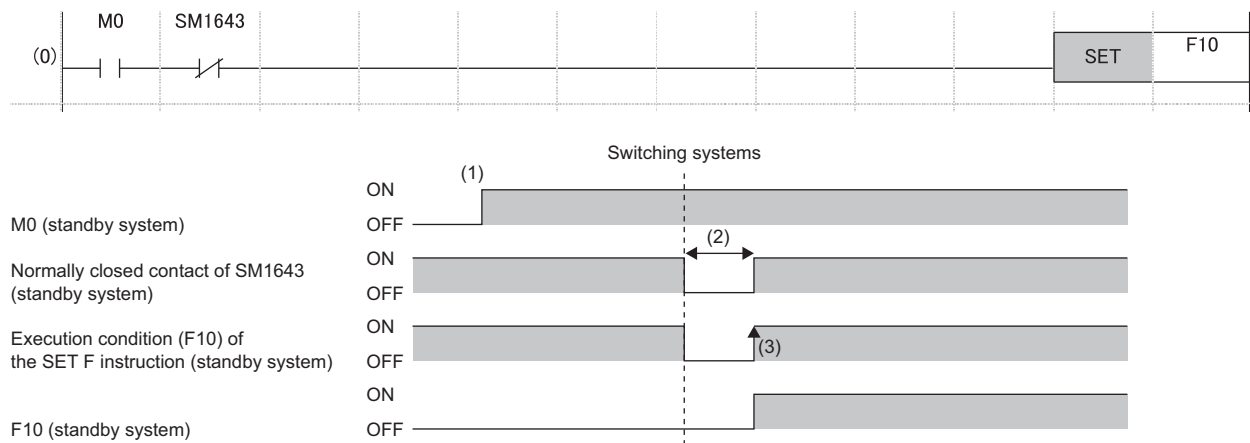 M0 SM1643
(0) SET F10
Switching systems
(1)
ON
M0 (standby system) OFF
(2)
ON
Normally closed contact of SM1643
(standby system) OFF
ON
Execution condition (F10) of
the SET F instruction (standby system) OFF (3)
ON
F10 (standby system) OFF